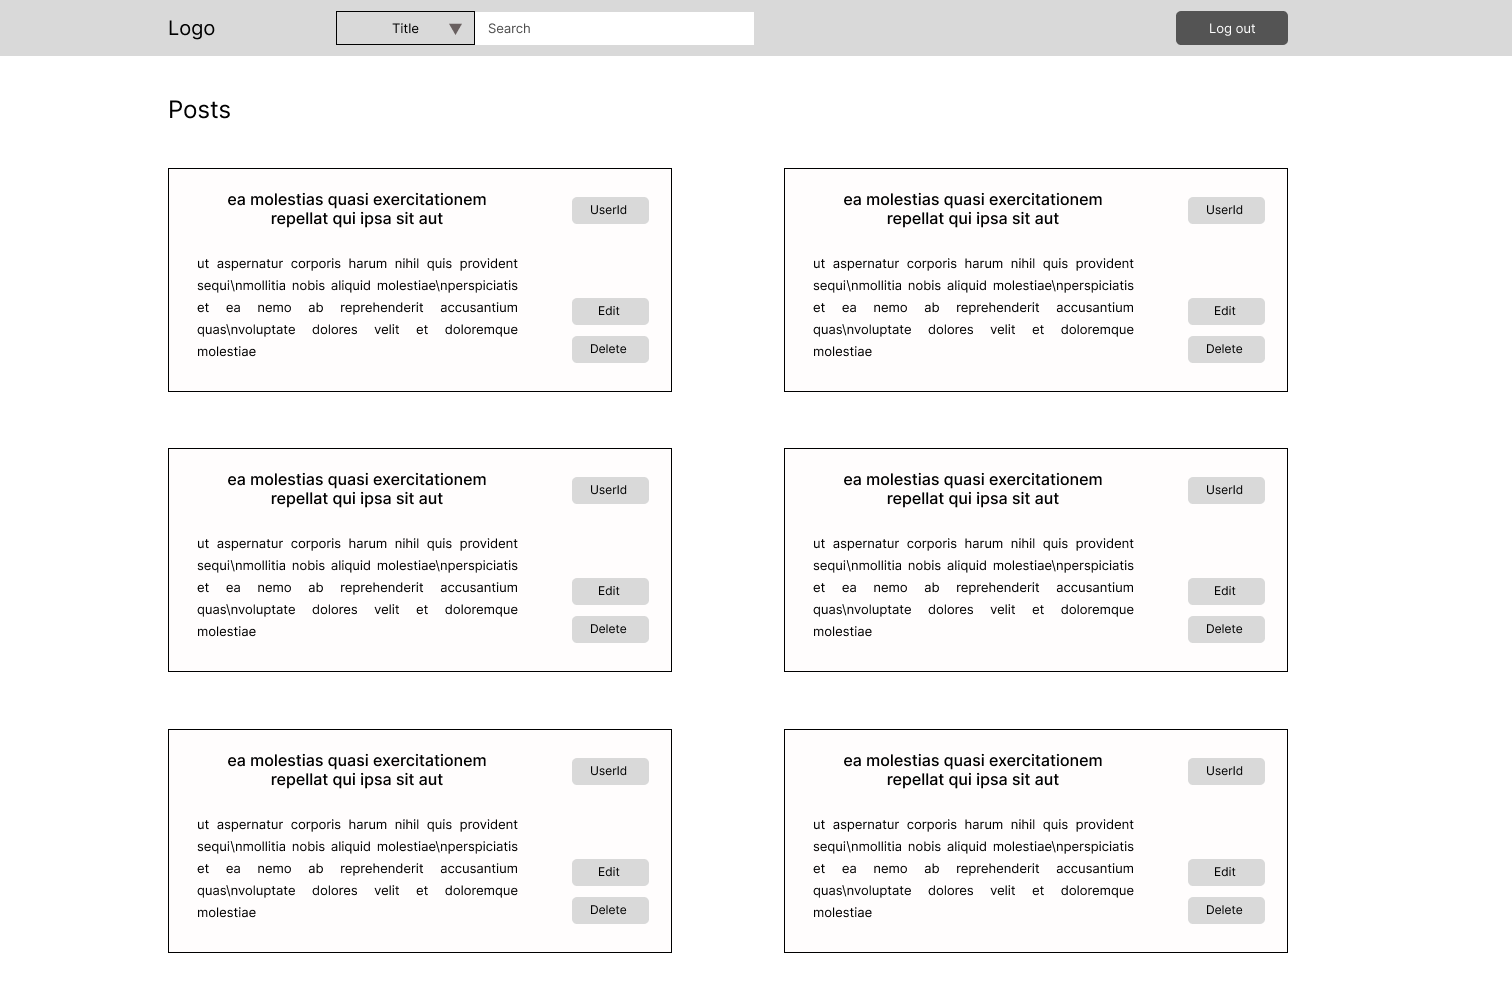 Logo
Title
Search
Log out
Posts
ea molestias quasi exercitationem
repellat qui ipsa sit aut
UserId
ut aspernatur corporis harum nihil quis provident
sequi\nmollitia nobis aliquid molestiae\nperspiciatis
et ea nemo ab reprehenderit accusantium
quas\nvoluptate dolores velit et doloremque
molestiae
Edit
Delete
ea molestias quasi exercitationem
repellat qui ipsa sit aut
UserId
ut aspernatur corporis harum nihil quis provident
sequi\nmollitia nobis aliquid molestiae\nperspiciatis
et ea nemo ab reprehenderit accusantium
quas\nvoluptate dolores velit et doloremque
molestiae
Edit
Delete
ea molestias quasi exercitationem
repellat qui ipsa sit aut
UserId
ut aspernatur corporis harum nihil quis provident
sequi\nmollitia nobis aliquid molestiae\nperspiciatis
et ea nemo ab reprehenderit accusantium
quas\nvoluptate dolores velit et doloremque
molestiae
Edit
Delete
ea molestias quasi exercitationem
repellat qui ipsa sit aut
UserId
ut aspernatur corporis harum nihil quis provident
sequi\nmollitia nobis aliquid molestiae\nperspiciatis
et ea nemo ab reprehenderit accusantium
quas\nvoluptate dolores velit et doloremque
molestiae
Edit
Delete
ea molestias quasi exercitationem
repellat qui ipsa sit aut
UserId
ut aspernatur corporis harum nihil quis provident
sequi\nmollitia nobis aliquid molestiae\nperspiciatis
et ea nemo ab reprehenderit accusantium
quas\nvoluptate dolores velit et doloremque
molestiae
Edit
Delete
ea molestias quasi exercitationem
repellat qui ipsa sit aut
UserId
ut aspernatur corporis harum nihil quis provident
sequi\nmollitia nobis aliquid molestiae\nperspiciatis
et ea nemo ab reprehenderit accusantium
quas\nvoluptate dolores velit et doloremque
molestiae
Edit
Delete